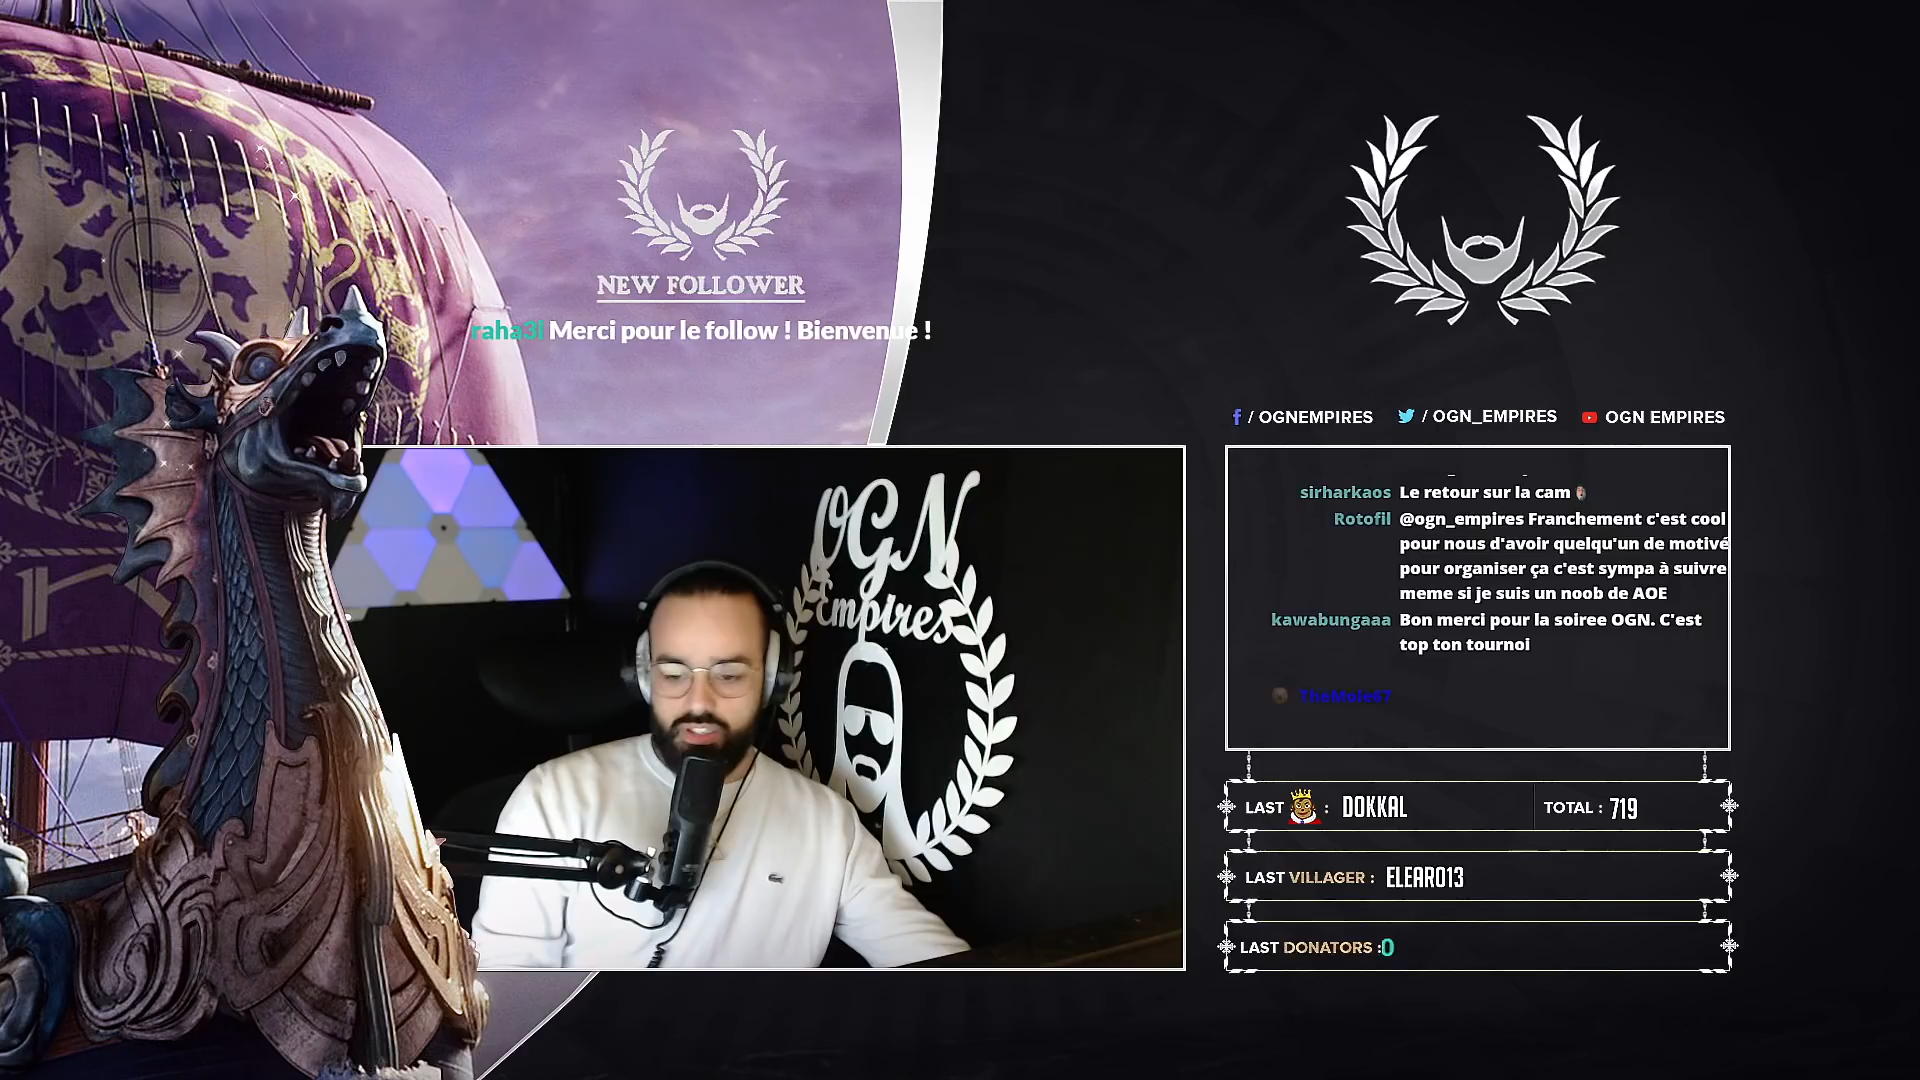 NEW FOLLOWER
raha3l Merci pour le follow ! Bienvenue !
/ OGNEMPIRES
/ OGN_EMPIRES
OGN EMPIRES
OGN
Empires
sirharkaos Le retour sur la cam
Rotofil @ogn_empires Franchement c'est cool
pour nous d'avoir quelqu'un de motivé
pour organiser ça c'est sympa à suivre
meme si je suis un noob de AOE
kawabungaaa Bon merci pour la soiree OGN. C'est
top ton tournoi
TheMole67
LAST : DOKKAL
TOTAL : 719
LAST VILLAGER : ELEARO13
LAST DONATORS :0